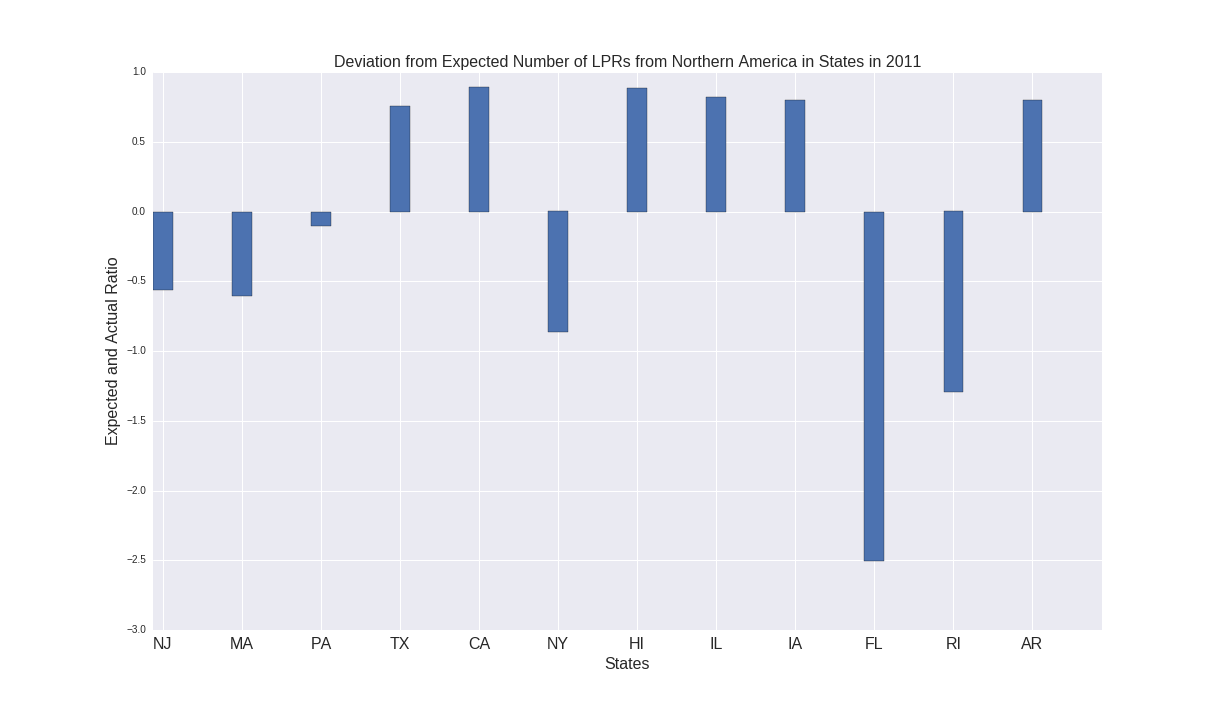 Deviation from Expected Number of LPRs from Northern America in States in 2011
1.0
0.5
0.0
−0.5
−1.0
−1.5
−2.0
−2.5
−3.0
Expected and Actual Ratio
NJ MA PA TX CA NY HI IL IA FL RI AR
States